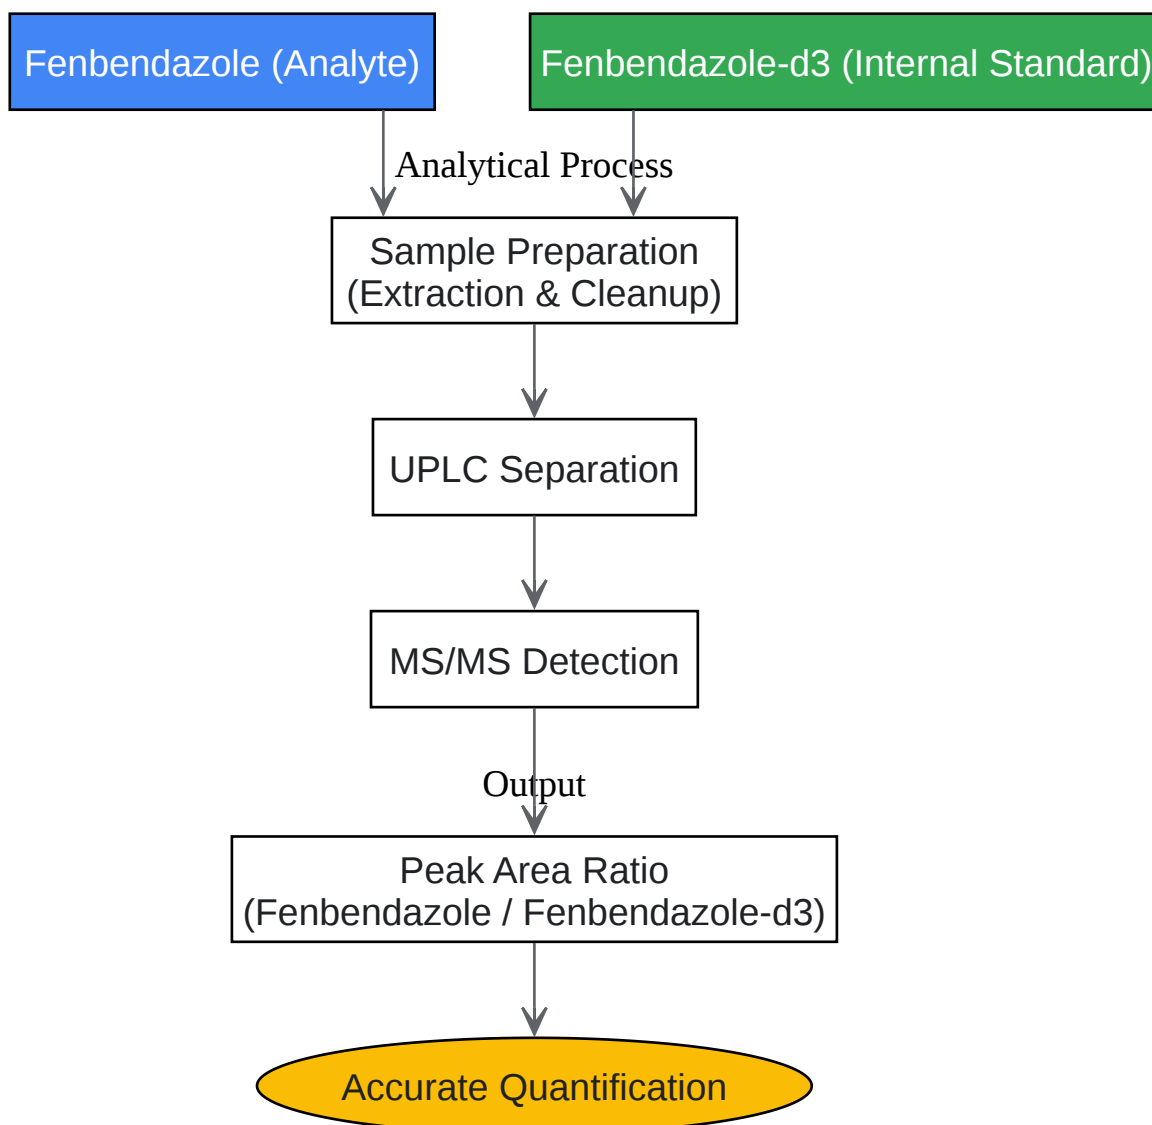 Fenbendazole (Analyte)
Fenbendazole-d3 (Internal Standard)
Analytical Process
Sample Preparation
(Extraction & Cleanup)
UPLC Separation
MS/MS Detection
Output
Peak Area Ratio
(Fenbendazole / Fenbendazole-d3)
Accurate Quantification